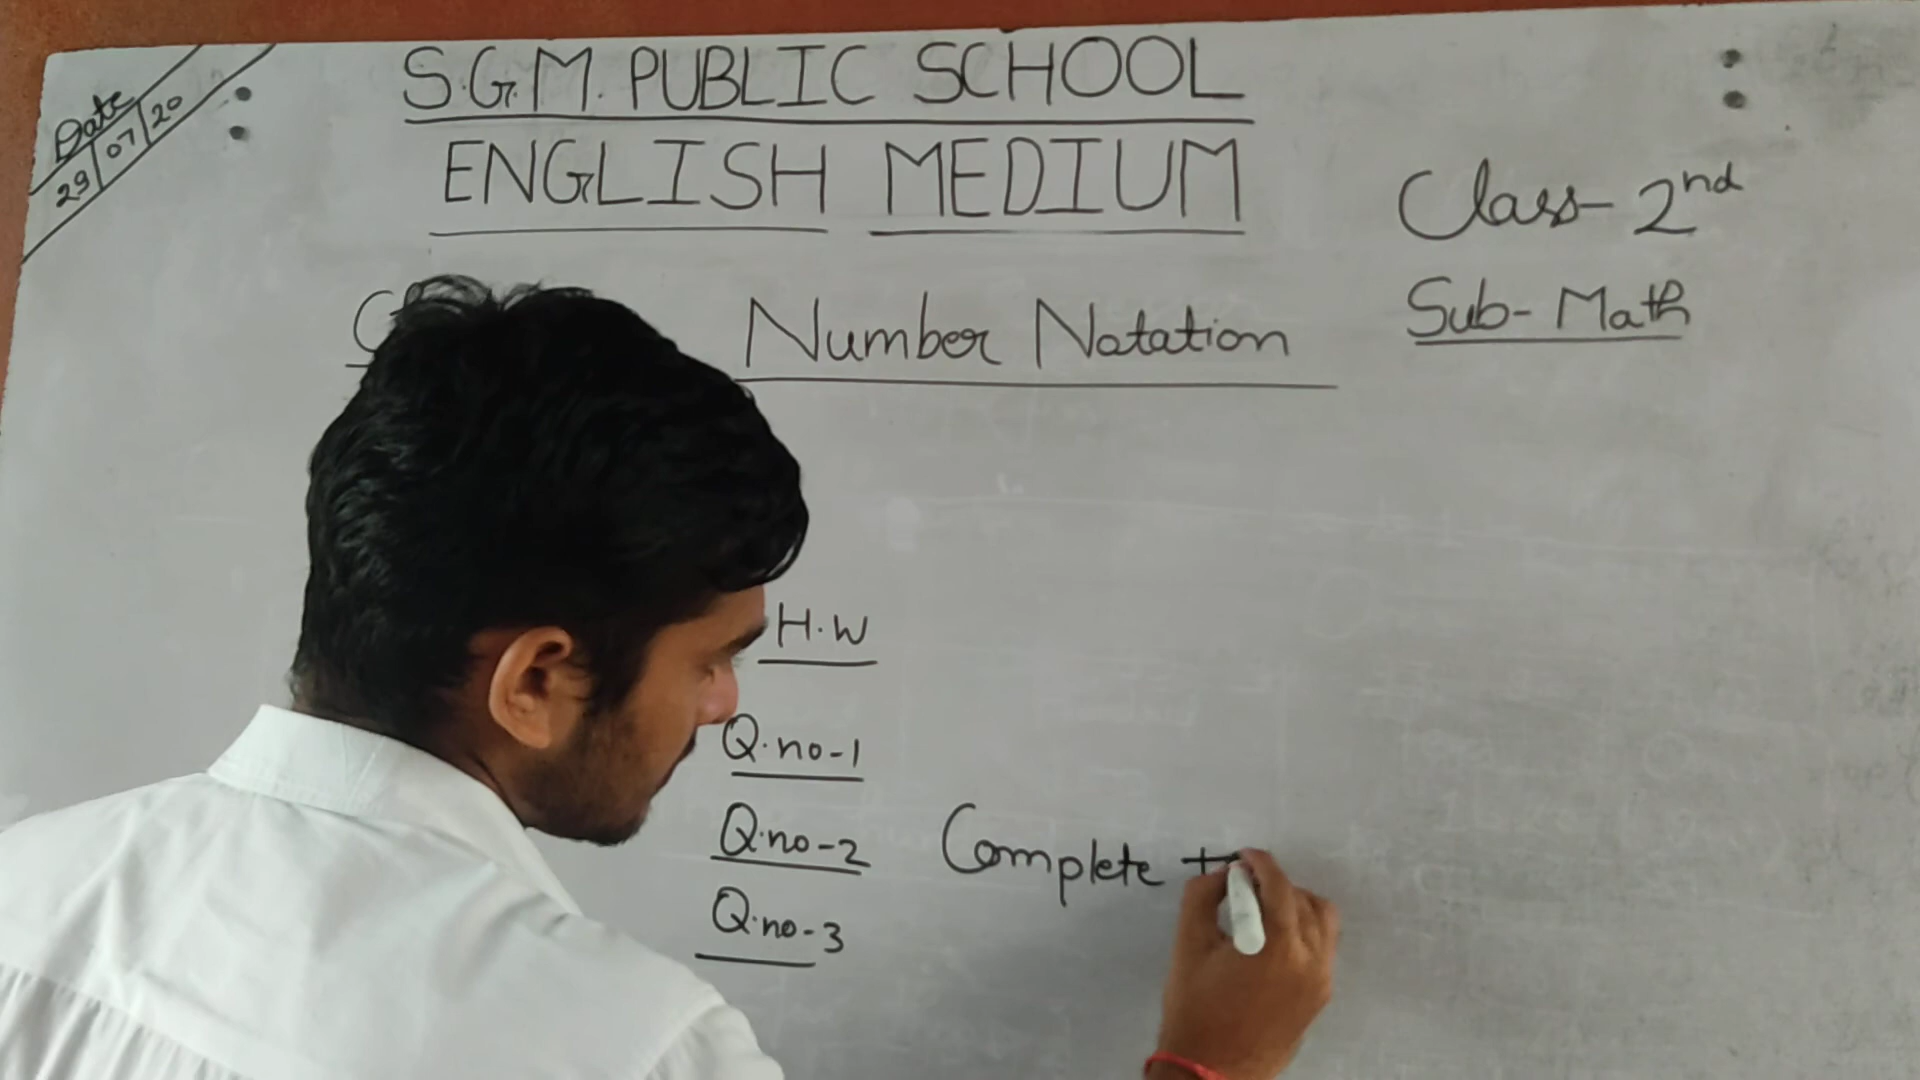 Date
29/07/20
S.G.M. PUBLIC SCHOOL
ENGLISH MEDIUM
Class- 2nd
Number Notation
Sub- Math
H.W
Q.no-1
Q.no-2 Complete
Q.no-3